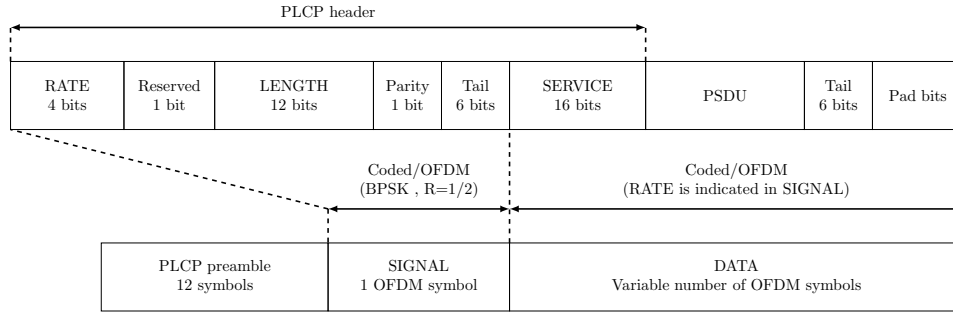 PLCP header
RATE
4 bits
Reserved
1 bit
LENGTH
12 bits
Parity
1 bit
Tail
6 bits
SERVICE
16 bits
PSDU
Tail
6 bits
Pad bits
Coded/OFDM
(BPSK , R=1/2)
Coded/OFDM
(RATE is indicated in SIGNAL)
PLCP preamble
12 symbols
SIGNAL
1 OFDM symbol
DATA
Variable number of OFDM symbols